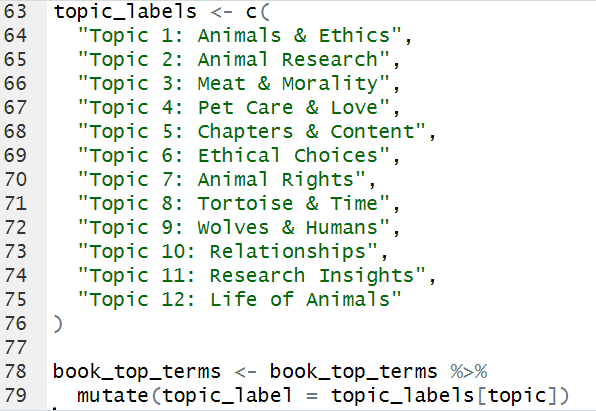 63 topic_labels <- c(
64   "Topic 1: Animals & Ethics",
65   "Topic 2: Animal Research",
66   "Topic 3: Meat & Morality",
67   "Topic 4: Pet Care & Love",
68   "Topic 5: Chapters & Content",
69   "Topic 6: Ethical Choices",
70   "Topic 7: Animal Rights",
71   "Topic 8: Tortoise & Time",
72   "Topic 9: Wolves & Humans",
73   "Topic 10: Relationships",
74   "Topic 11: Research Insights",
75   "Topic 12: Life of Animals"
76 )
77
78 book_top_terms <- book_top_terms %>%
79   mutate(topic_label = topic_labels[topic])